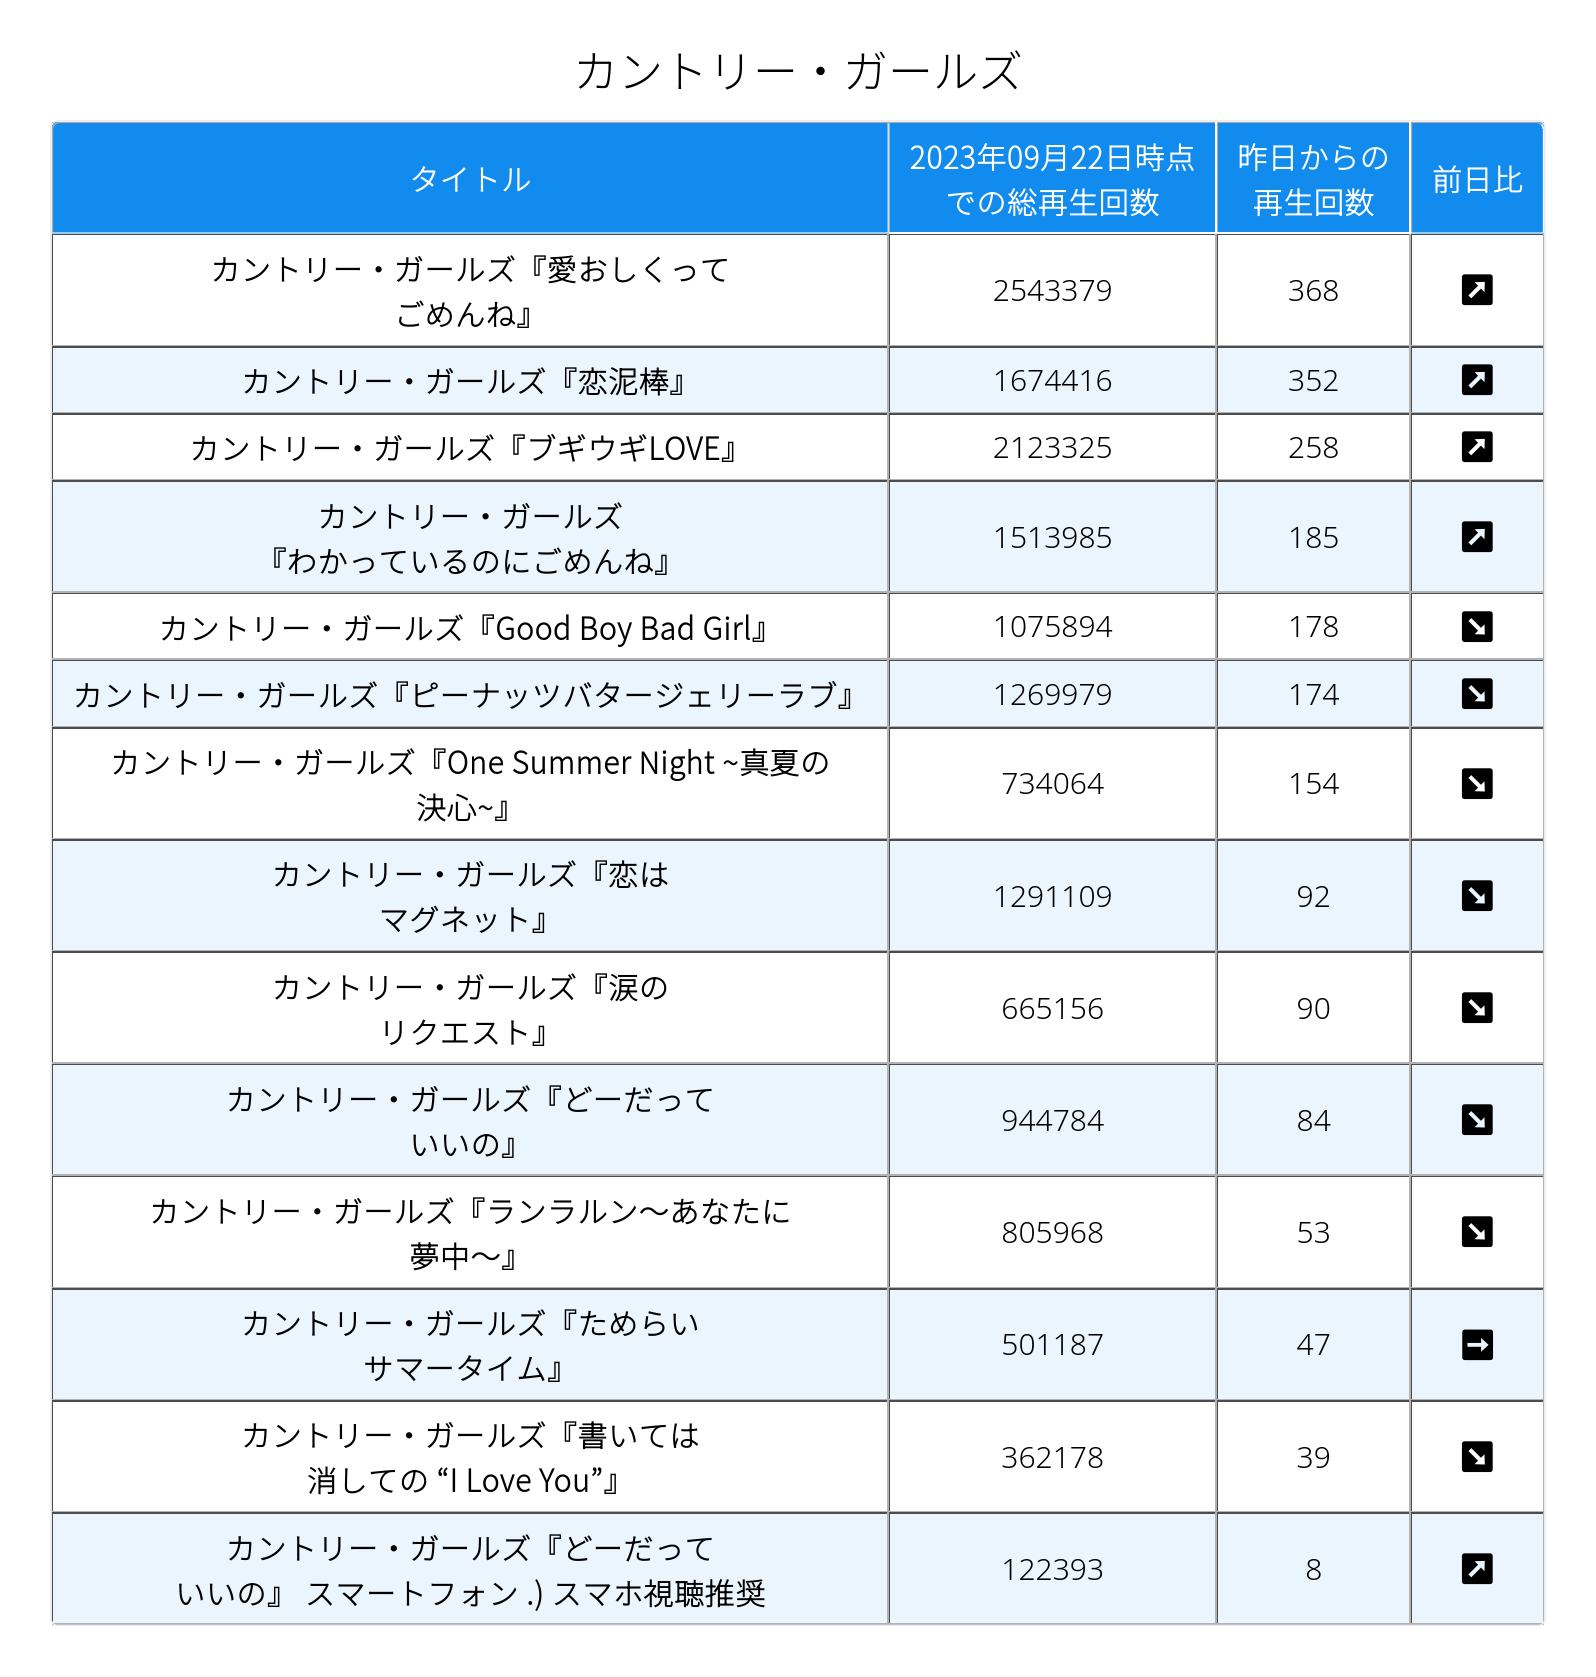 カントリー・ガールズ
タイトル
2023年09月22日時点
での総再生回数
昨日からの
再生回数
前日比
カントリー・ガールズ『愛おしくって
ごめんね』
2543379
368
カントリー・ガールズ『恋泥棒』
1674416
352
カントリー・ガールズ『ブギウギLOVE』
2123325
258
カントリー・ガールズ
『わかっているのにごめんね』
1513985
185
カントリー・ガールズ『Good Boy Bad Girl』
1075894
178
カントリー・ガールズ『ピーナッツバタージェリーラブ』
1269979
174
カントリー・ガールズ『One Summer Night ~真夏の
決心~』
734064
154
カントリー・ガールズ『恋は
マグネット』
1291109
92
カントリー・ガールズ『涙の
リクエスト』
665156
90
カントリー・ガールズ『どーだって
いいの』
944784
84
カントリー・ガールズ『ランラルン〜あなたに
夢中〜』
805968
53
カントリー・ガールズ『ためらい
サマータイム』
501187
47
カントリー・ガールズ『書いては
消しての “I Love You”』
362178
39
カントリー・ガールズ『どーだって
いいの』 スマートフォン .) スマホ視聴推奨
122393
8